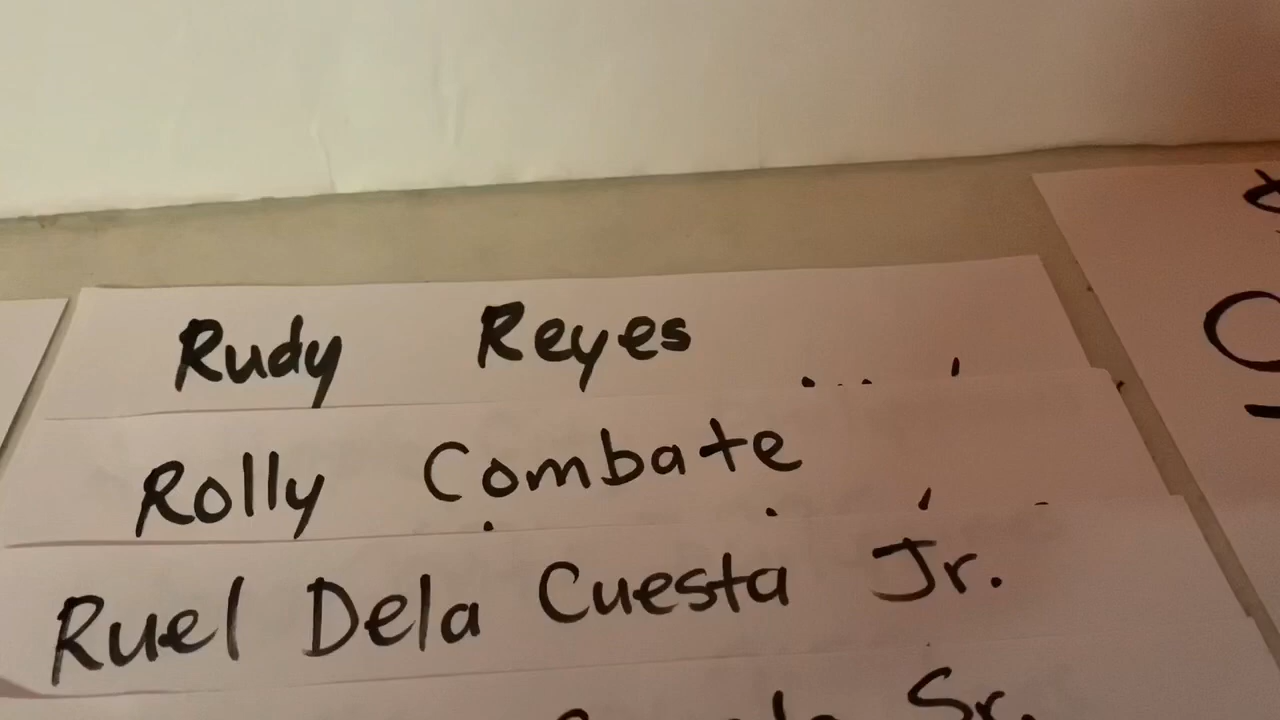 Rudy Reyes
Rolly Combate
Ruel Dela Cuesta Jr.
Sr.